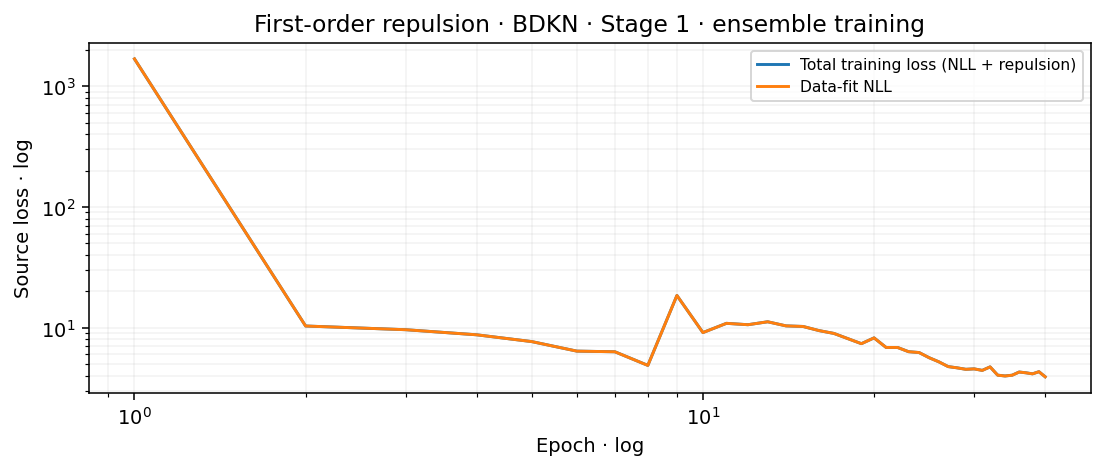 First-order repulsion · BDKN · Stage 1 · ensemble training
Total training loss (NLL + repulsion)
Data-fit NLL
Source loss · log
10³
10²
10¹
10⁰
10¹
Epoch · log